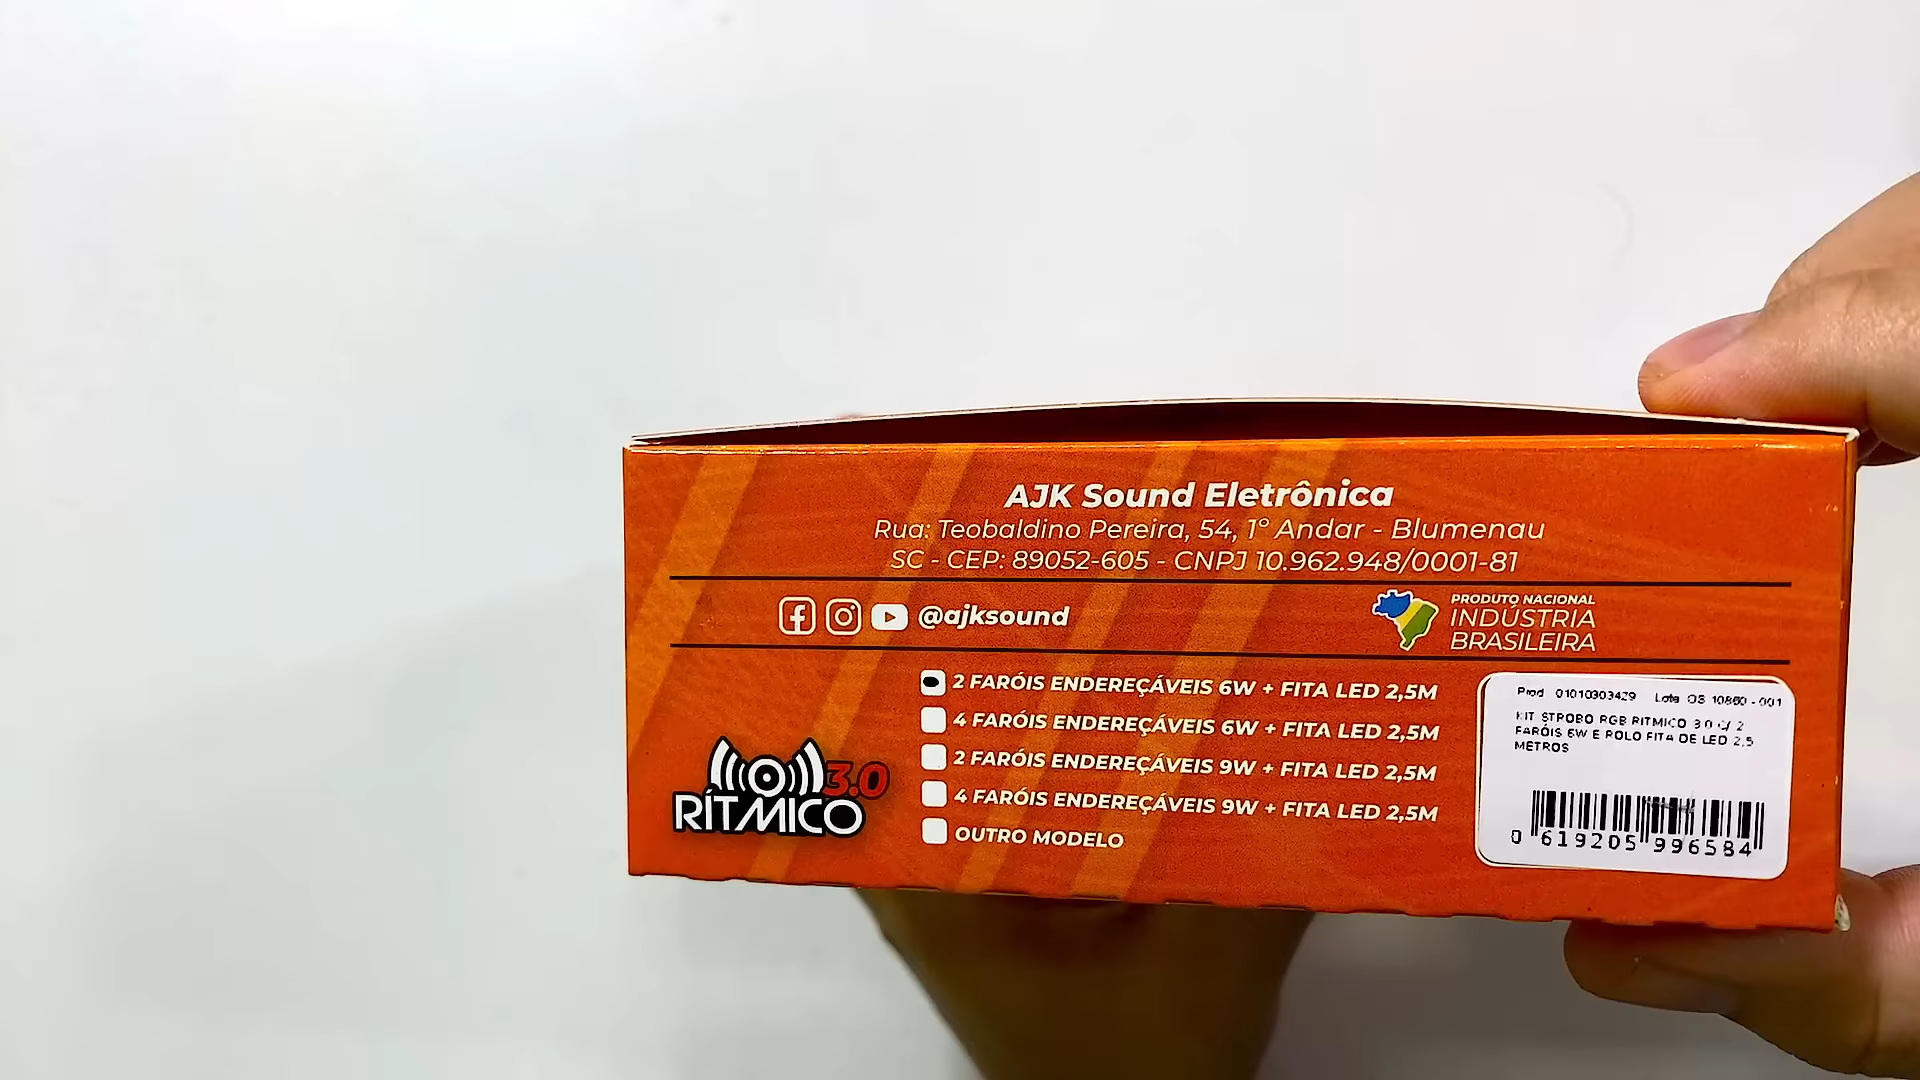 AJK Sound Eletrônica
Rua: Teobaldino Pereira, 54, 1º Andar - Blumenau
SC - CEP: 89052-605 - CNPJ 10.962.948/0001-81
@ajksound
PRODUTO NACIONAL
INDÚSTRIA
BRASILEIRA
2 FARÓIS ENDEREÇÁVEIS 6W + FITA LED 2,5M
4 FARÓIS ENDEREÇÁVEIS 6W + FITA LED 2,5M
2 FARÓIS ENDEREÇÁVEIS 9W + FITA LED 2,5M
4 FARÓIS ENDEREÇÁVEIS 9W + FITA LED 2,5M
OUTRO MODELO
3.0
RÍTMICO
Prod 01010303429 Lote OS 10860 - 001
KIT STROBO RGB RITMICO 3.0 C/ 2
FARÓIS 6W E ROLO FITA DE LED 2,5
METROS
0 619205 996584